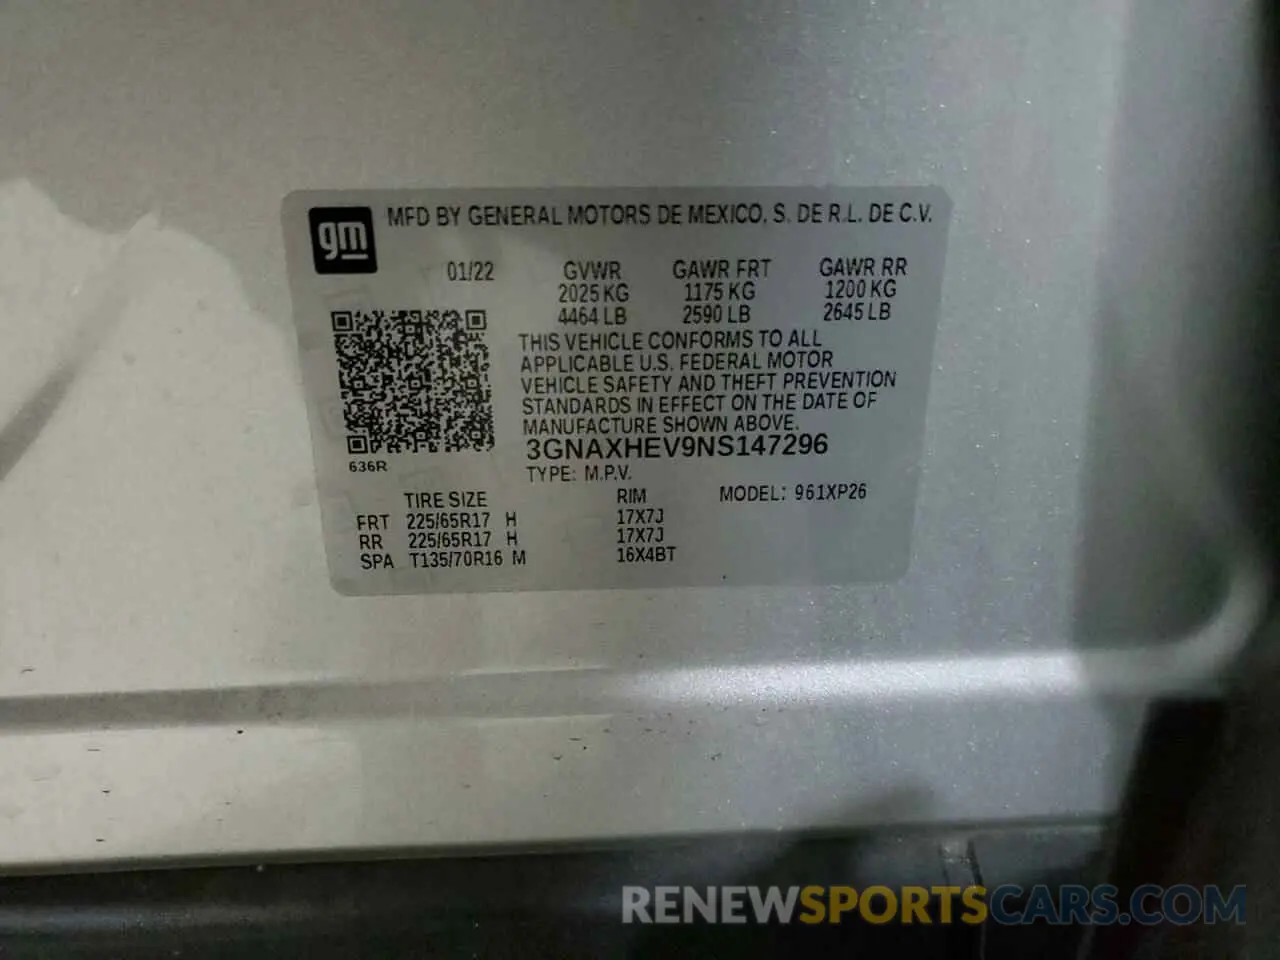 gm MFD BY GENERAL MOTORS DE MEXICO, S. DE R.L. DE C.V.
01/22 GVWR GAWR FRT GAWR RR
2025 KG 1175 KG 1200 KG
4464 LB 2590 LB 2645 LB
THIS VEHICLE CONFORMS TO ALL
APPLICABLE U.S. FEDERAL MOTOR
VEHICLE SAFETY AND THEFT PREVENTION
STANDARDS IN EFFECT ON THE DATE OF
MANUFACTURE SHOWN ABOVE.
3GNAXHEV9NS147296
636R
TYPE: M.P.V.
TIRE SIZE RIM MODEL: 961XP26
FRT 225/65R17 H 17X7J
RR 225/65R17 H 17X7J
SPA T135/70R16 M 16X4BT
RENEWSPORTSCARS.COM